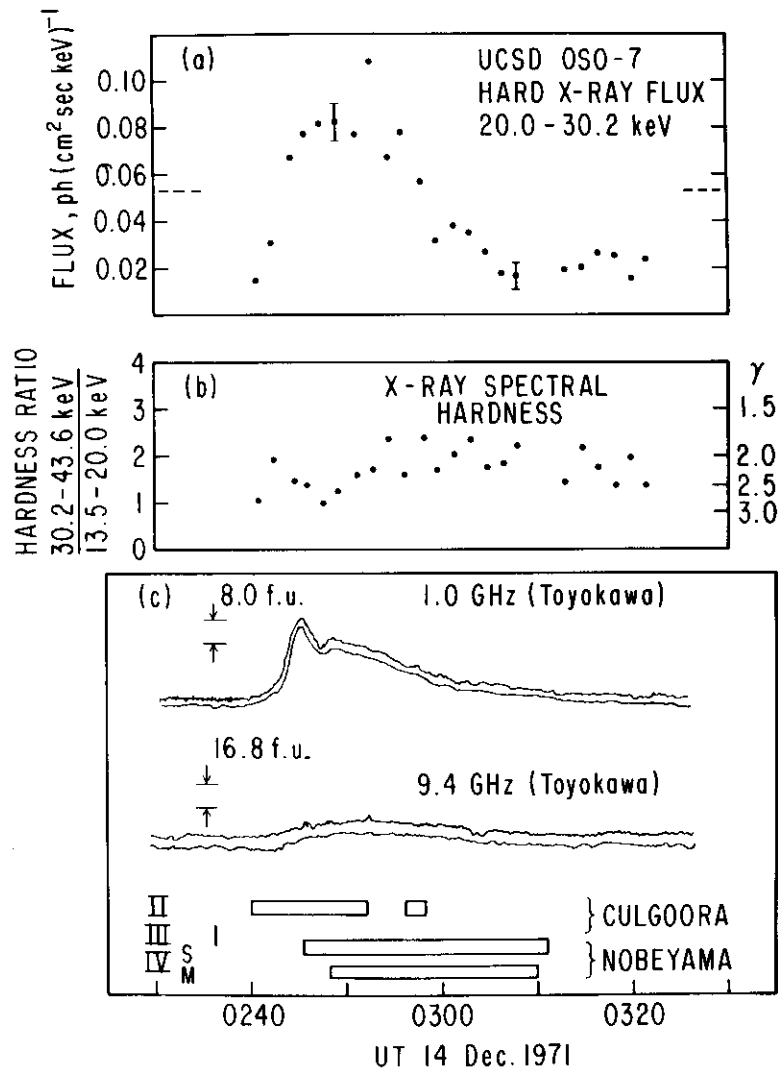 (a)
UCSD OSO-7
HARD X-RAY FLUX
20.0-30.2 keV
FLUX, ph (cm² sec keV)⁻¹
0.10
0.08
0.06
0.04
0.02
(b)
X-RAY SPECTRAL
HARDNESS
HARDNESS RATIO
30.2-43.6 keV
13.5-20.0 keV
4
3
2
1
0
γ
1.5
2.0
2.5
3.0
(c)
8.0 f.u.
1.0 GHz (Toyokawa)
16.8 f.u.
9.4 GHz (Toyokawa)
II
III
IV S
M
} CULGOORA
} NOBEYAMA
0240
0300
0320
UT 14 Dec. 1971